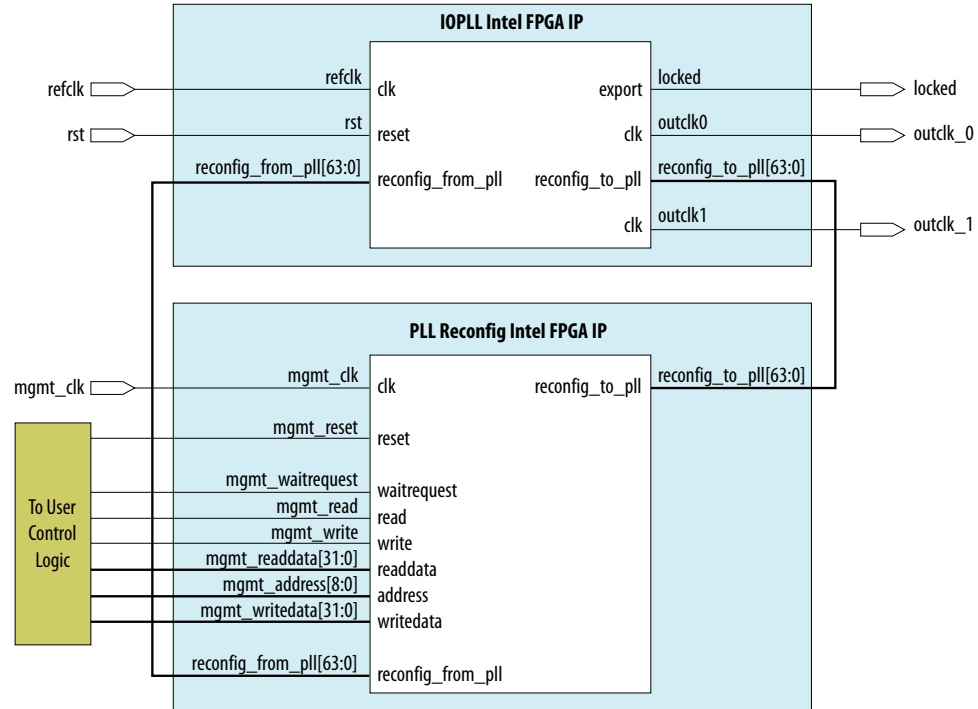 IOPLL Intel FPGA IP
refclk
refclk
clk
export
locked
locked
rst
rst
reset
clk
outclk0
outclk_0
reconfig_from_pll[63:0]
reconfig_from_pll
reconfig_to_pll
reconfig_to_pll[63:0]
clk
outclk1
outclk_1
PLL Reconfig Intel FPGA IP
mgmt_clk
mgmt_clk
clk
reconfig_to_pll
reconfig_to_pll[63:0]
mgmt_reset
reset
To User
Control
Logic
mgmt_waitrequest
waitrequest
mgmt_read
read
mgmt_write
write
mgmt_readdata[31:0]
readdata
mgmt_address[8:0]
address
mgmt_writedata[31:0]
writedata
reconfig_from_pll[63:0]
reconfig_from_pll